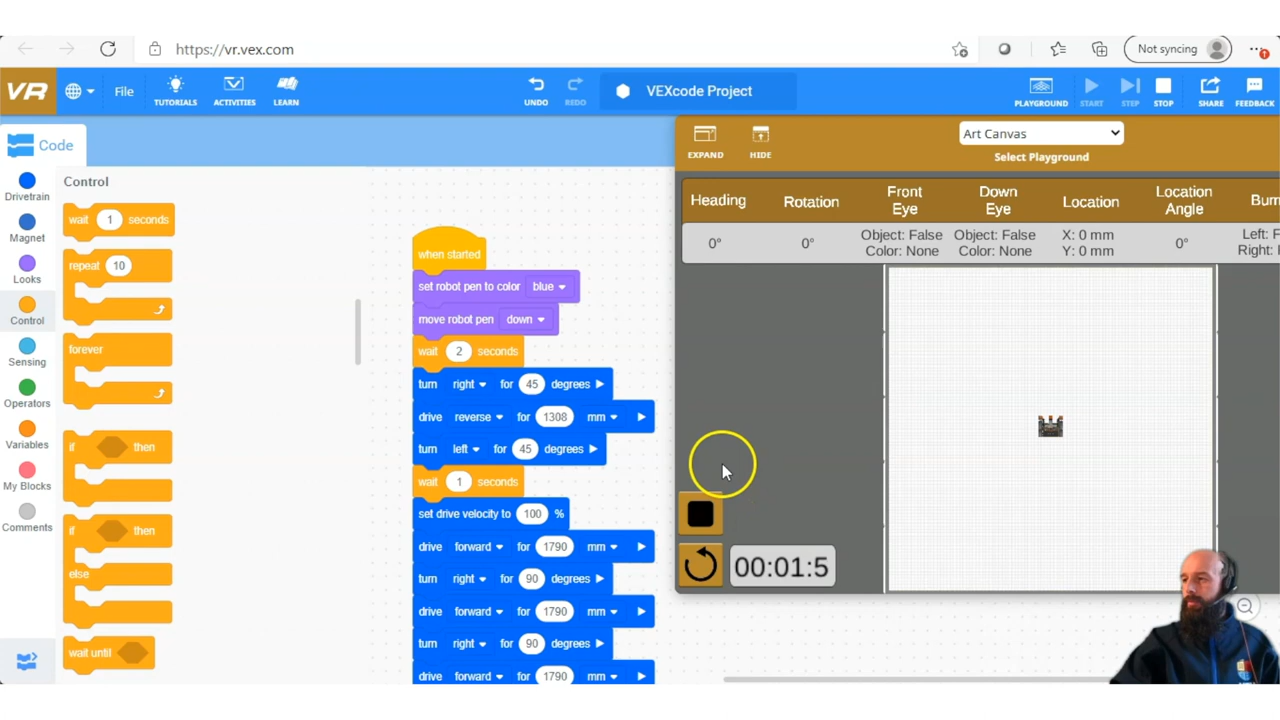 https://vr.vex.com
Not syncing
VR
File
TUTORIALS
ACTIVITIES
LEARN
UNDO
REDO
VEXcode Project
PLAYGROUND
START
STEP
STOP
SHARE
FEEDBACK
Code
EXPAND
HIDE
Art Canvas
Select Playground
Drivetrain
Magnet
Looks
Control
Sensing
Operators
Variables
My Blocks
Comments
Control
wait 1 seconds
repeat 10
forever
if then
if then
else
wait until
when started
set robot pen to color blue
move robot pen down
wait 2 seconds
turn right for 45 degrees
drive reverse for 1308 mm
turn left for 45 degrees
wait 1 seconds
set drive velocity to 100 %
drive forward for 1790 mm
turn right for 90 degrees
drive forward for 1790 mm
turn right for 90 degrees
drive forward for 1790 mm
Heading
Rotation
Front
Eye
Down
Eye
Location
Location
Angle
0°
0°
Object: False
Color: None
Object: False
Color: None
X: 0 mm
Y: 0 mm
0°
Left: F
Right:
00:01:5